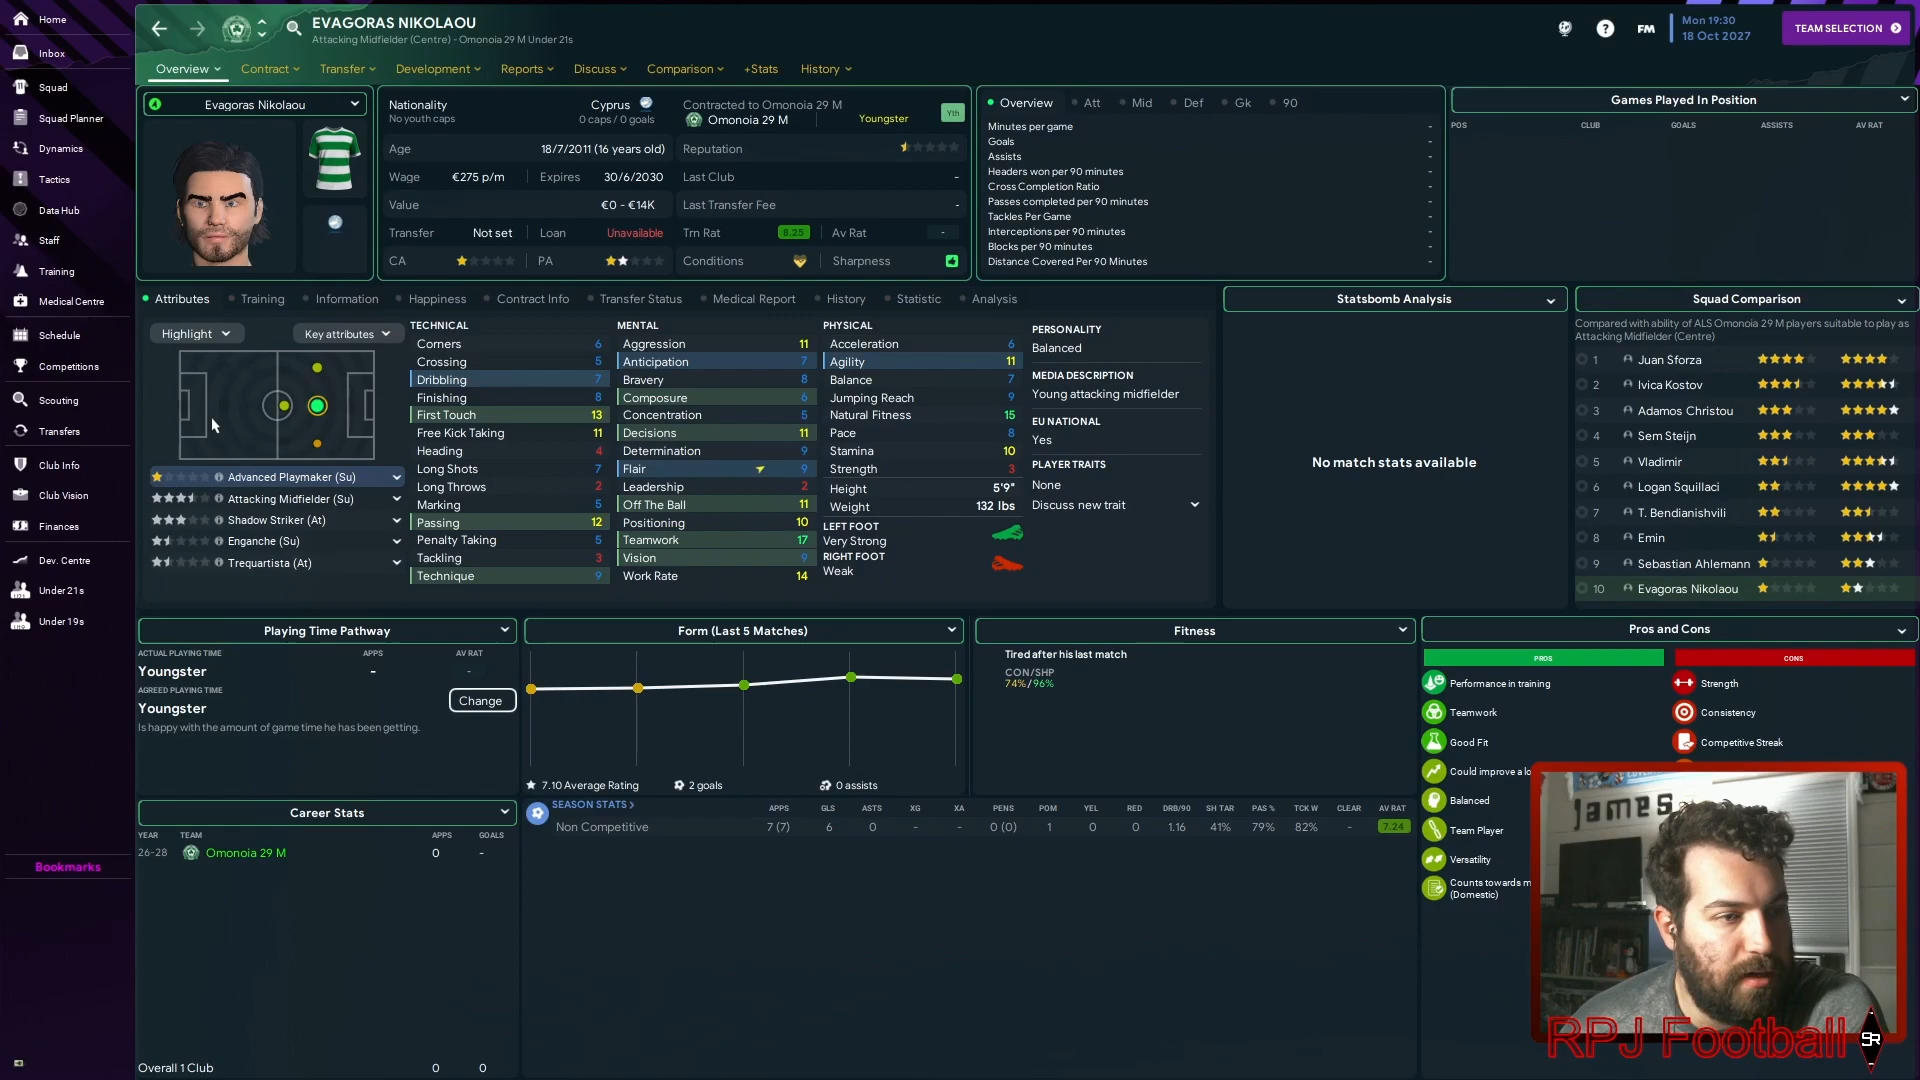 Home
Inbox
Squad
Squad Planner
Dynamics
Tactics
Data Hub
Staff
Training
Medical Centre
Schedule
Competitions
Scouting
Transfers
Club Info
Club Vision
Finances
Dev. Centre
Under 21s
Under 19s
Bookmarks
EVAGORAS NIKOLAOU
Attacking Midfielder (Centre) - Omonoia 29 M Under 21s
FM
Mon 19:30
18 Oct 2027
TEAM SELECTION
Overview Contract Transfer Development Reports Discuss Comparison +Stats History
Evagoras Nikolaou
Nationality Cyprus
No youth caps 0 caps / 0 goals
Age 18/7/2011 (16 years old)
Wage €275 p/m Expires 30/6/2030
Value €0 - €14K
Transfer Not set Loan Unavailable
CA PA
Contracted to Omonoia 29 M
Omonoia 29 M Youngster Yth
Reputation
Last Club -
Last Transfer Fee -
Trn Rat 8.25 Av Rat -
Conditions Sharpness
Overview Att Mid Def Gk 90
Minutes per game -
Goals -
Assists -
Headers won per 90 minutes -
Cross Completion Ratio -
Passes completed per 90 minutes -
Tackles Per Game -
Interceptions per 90 minutes -
Blocks per 90 minutes -
Distance Covered Per 90 Minutes -
Games Played In Position
POS CLUB GOALS ASSISTS AV RAT
Attributes Training Information Happiness Contract Info Transfer Status Medical Report History Statistic Analysis
Highlight Key attributes
Advanced Playmaker (Su)
Attacking Midfielder (Su)
Shadow Striker (At)
Enganche (Su)
Trequartista (At)
TECHNICAL
Corners 6
Crossing 5
Dribbling 7
Finishing 8
First Touch 13
Free Kick Taking 11
Heading 4
Long Shots 7
Long Throws 2
Marking 5
Passing 12
Penalty Taking 5
Tackling 3
Technique 9
MENTAL
Aggression 11
Anticipation 7
Bravery 8
Composure 6
Concentration 5
Decisions 11
Determination 9
Flair 9
Leadership 2
Off The Ball 11
Positioning 10
Teamwork 17
Vision 9
Work Rate 14
PHYSICAL
Acceleration 6
Agility 11
Balance 7
Jumping Reach 9
Natural Fitness 15
Pace 8
Stamina 10
Strength 3
Height 5'9"
Weight 132 lbs
LEFT FOOT
Very Strong
RIGHT FOOT
Weak
PERSONALITY
Balanced
MEDIA DESCRIPTION
Young attacking midfielder
EU NATIONAL
Yes
PLAYER TRAITS
None
Discuss new trait
Statsbomb Analysis
No match stats available
Squad Comparison
Compared with ability of ALS Omonoia 29 M players suitable to play as
Attacking Midfielder (Centre)
1 Juan Sforza
2 Ivica Kostov
3 Adamos Christou
4 Sem Steijn
5 Vladimir
6 Logan Squillaci
7 T. Bendianishvili
8 Emin
9 Sebastian Ahlemann
10 Evagoras Nikolaou
Playing Time Pathway
ACTUAL PLAYING TIME APPS AV RAT
Youngster - -
AGREED PLAYING TIME
Youngster
Change
Is happy with the amount of game time he has been getting.
Form (Last 5 Matches)
7.10 Average Rating 2 goals 0 assists
Fitness
Tired after his last match
CON/SHP
74%/96%
Pros and Cons
PROS
Performance in training
Teamwork
Good Fit
Could improve a lo
Balanced
Team Player
Versatility
Counts towards m
(Domestic)
CONS
Strength
Consistency
Competitive Streak
Career Stats
YEAR TEAM APPS GOALS
26-28 Omonoia 29 M 0 -
Overall 1 Club 0 0
SEASON STATS APPS GLS ASTS XG XA PENS POM YEL RED DRB/90 SH TAR PAS % TCK W CLEAR AV RAT
Non Competitive 7 (7) 6 0 - - 0 (0) 1 0 0 1.16 41% 79% 82% - 7.24
James
RPJ Football
SR